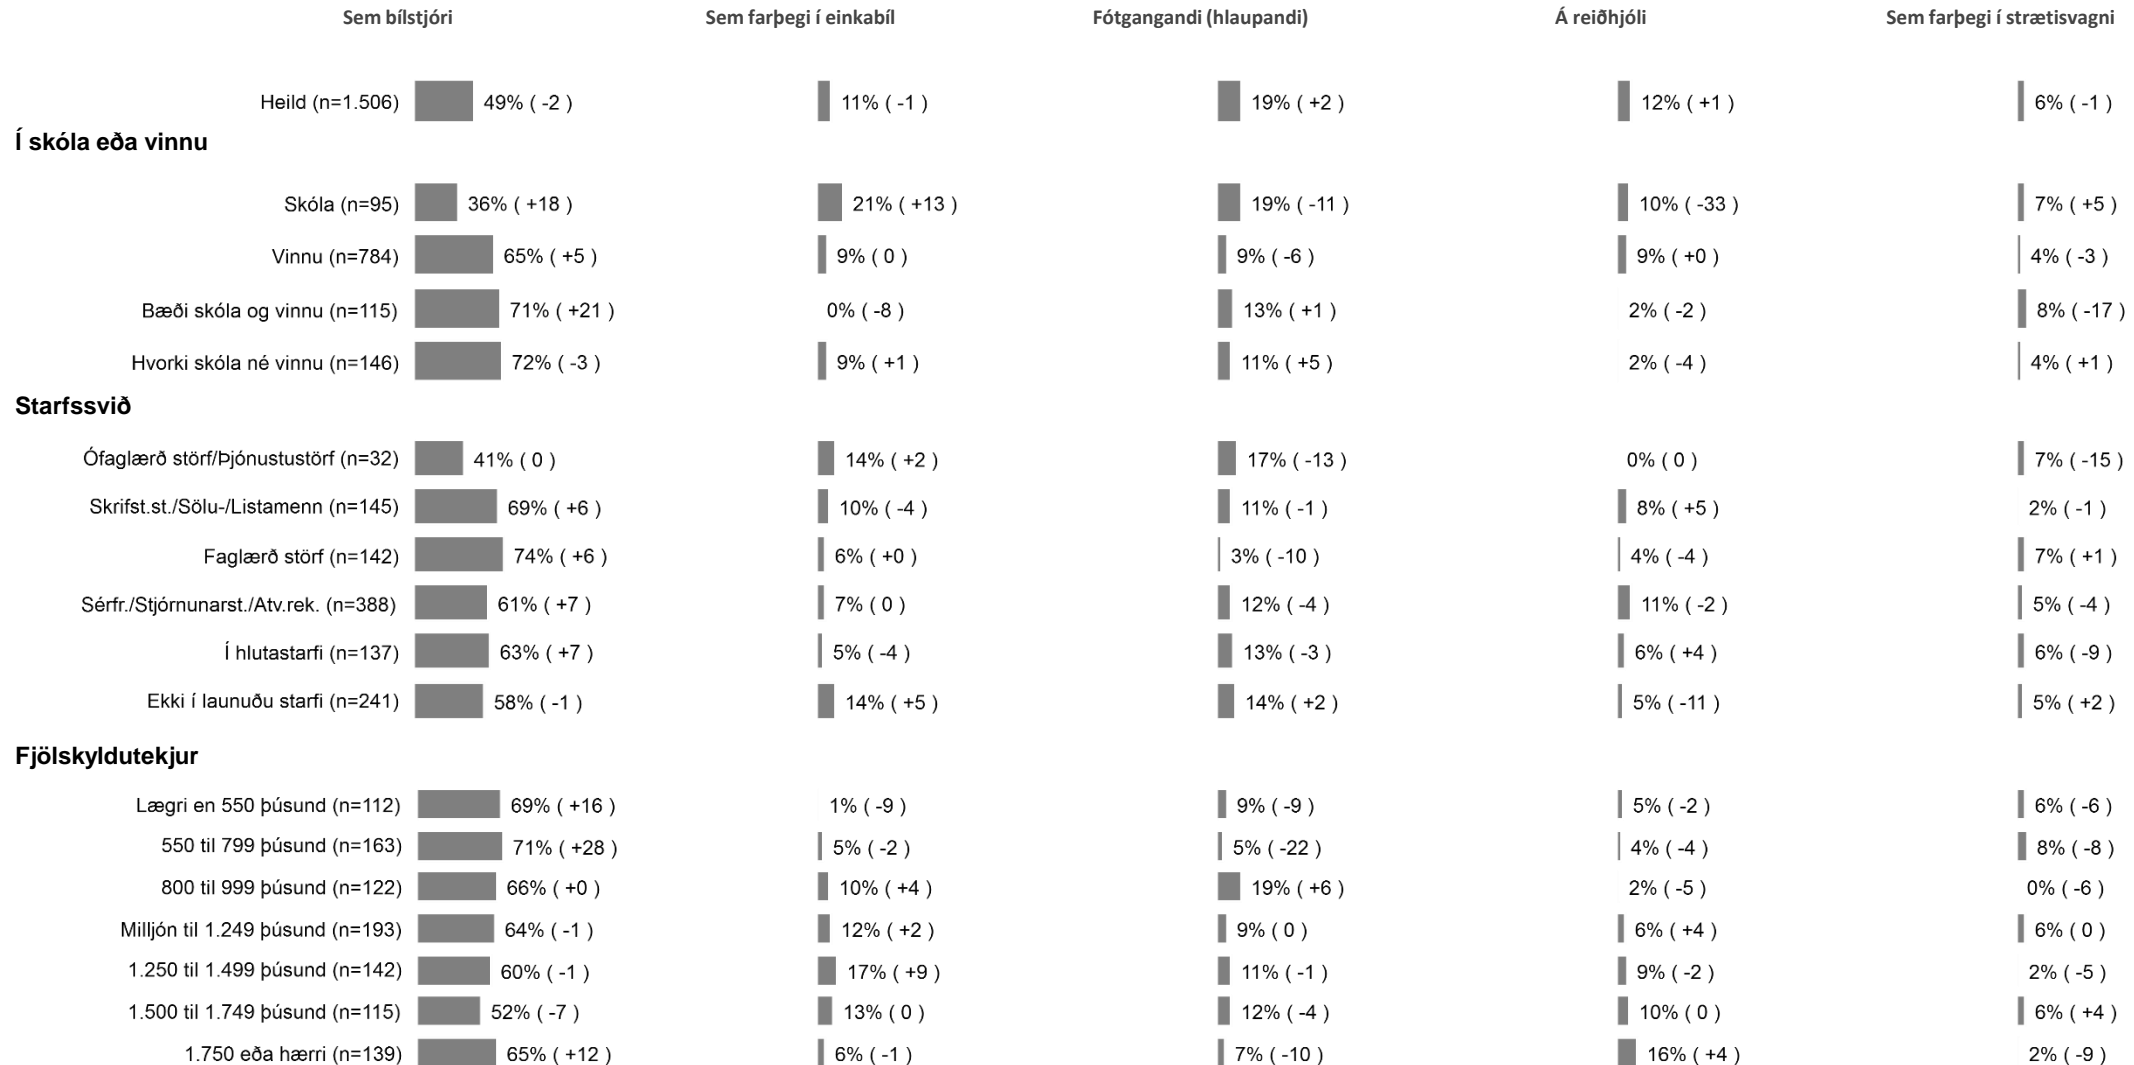 Sem bílstjóri Sem farþegi í einkabíl Fótgangandi (hlaupandi) Á reiðhjóli Sem farþegi í strætisvagni
Heild (n=1.506) 49% ( -2 ) 11% ( -1 ) 19% ( +2 ) 12% ( +1 ) 6% ( -1 )
Í skóla eða vinnu
Skóla (n=95) 36% ( +18 ) 21% ( +13 ) 19% ( -11 ) 10% ( -33 ) 7% ( +5 )
Vinnu (n=784) 65% ( +5 ) 9% ( 0 ) 9% ( -6 ) 9% ( +0 ) 4% ( -3 )
Bæði skóla og vinnu (n=115) 71% ( +21 ) 0% ( -8 ) 13% ( +1 ) 2% ( -2 ) 8% ( -17 )
Hvorki skóla né vinnu (n=146) 72% ( -3 ) 9% ( +1 ) 11% ( +5 ) 2% ( -4 ) 4% ( +1 )
Starfssvið
Ófaglærð störf/Þjónustustörf (n=32) 41% ( 0 ) 14% ( +2 ) 17% ( -13 ) 0% ( 0 ) 7% ( -15 )
Skrifst.st./Sölu-/Listamenn (n=145) 69% ( +6 ) 10% ( -4 ) 11% ( -1 ) 8% ( +5 ) 2% ( -1 )
Faglærð störf (n=142) 74% ( +6 ) 6% ( +0 ) 3% ( -10 ) 4% ( -4 ) 7% ( +1 )
Sérfr./Stjórnunarst./Atv.rek. (n=388) 61% ( +7 ) 7% ( 0 ) 12% ( -4 ) 11% ( -2 ) 5% ( -4 )
Í hlutastarfi (n=137) 63% ( +7 ) 5% ( -4 ) 13% ( -3 ) 6% ( +4 ) 6% ( -9 )
Ekki í launuðu starfi (n=241) 58% ( -1 ) 14% ( +5 ) 14% ( +2 ) 5% ( -11 ) 5% ( +2 )
Fjölskyldutekjur
Lægri en 550 þúsund (n=112) 69% ( +16 ) 1% ( -9 ) 9% ( -9 ) 5% ( -2 ) 6% ( -6 )
550 til 799 þúsund (n=163) 71% ( +28 ) 5% ( -2 ) 5% ( -22 ) 4% ( -4 ) 8% ( -8 )
800 til 999 þúsund (n=122) 66% ( +0 ) 10% ( +4 ) 19% ( +6 ) 2% ( -5 ) 0% ( -6 )
Milljón til 1.249 þúsund (n=193) 64% ( -1 ) 12% ( +2 ) 9% ( 0 ) 6% ( +4 ) 6% ( 0 )
1.250 til 1.499 þúsund (n=142) 60% ( -1 ) 17% ( +9 ) 11% ( -1 ) 9% ( -2 ) 2% ( -5 )
1.500 til 1.749 þúsund (n=115) 52% ( -7 ) 13% ( 0 ) 12% ( -4 ) 10% ( 0 ) 6% ( +4 )
1.750 eða hærri (n=139) 65% ( +12 ) 6% ( -1 ) 7% ( -10 ) 16% ( +4 ) 2% ( -9 )